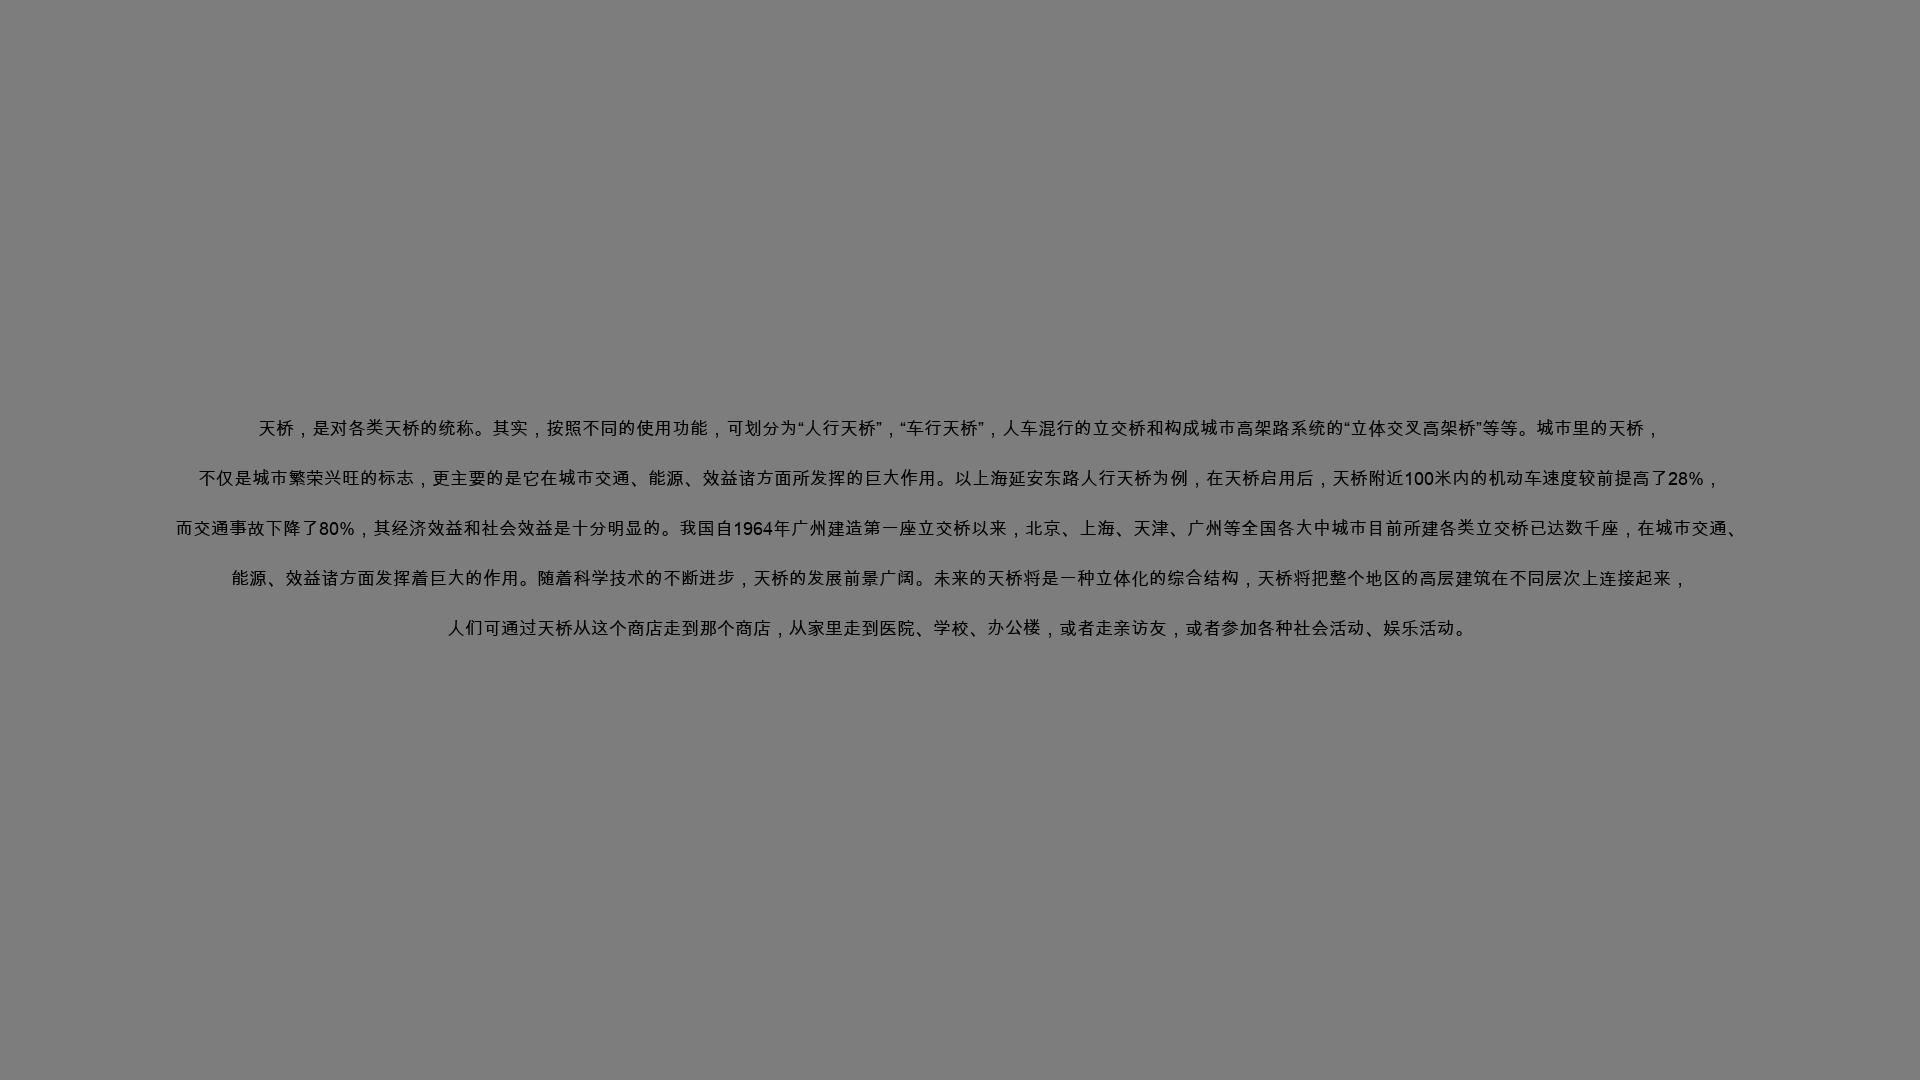 天桥，是对各类天桥的统称。其实，按照不同的使用功能，可划分为“人行天桥”，“车行天桥”，人车混行的立交桥和构成城市高架路系统的“立体交叉高架桥”等等。城市里的天桥，
不仅是城市繁荣兴旺的标志，更主要的是它在城市交通、能源、效益诸方面所发挥的巨大作用。以上海延安东路人行天桥为例，在天桥启用后，天桥附近100米内的机动车速度较前提高了28%，
而交通事故下降了80%，其经济效益和社会效益是十分明显的。我国自1964年广州建造第一座立交桥以来，北京、上海、天津、广州等全国各大中城市目前所建各类立交桥已达数千座，在城市交通、
能源、效益诸方面发挥着巨大的作用。随着科学技术的不断进步，天桥的发展前景广阔。未来的天桥将是一种立体化的综合结构，天桥将把整个地区的高层建筑在不同层次上连接起来，
人们可通过天桥从这个商店走到那个商店，从家里走到医院、学校、办公楼，或者走亲访友，或者参加各种社会活动、娱乐活动。